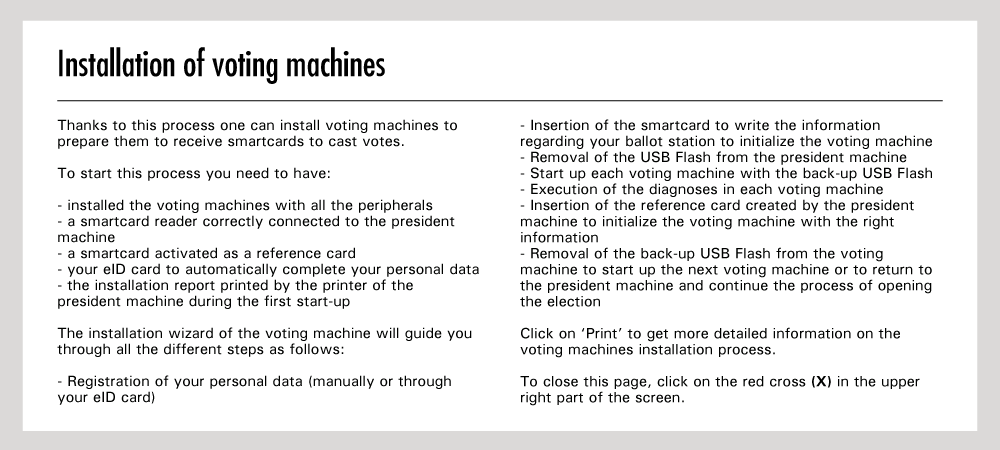 Installation of voting machines
Thanks to this process one can install voting machines to
prepare them to receive smartcards to cast votes.
To start this process you need to have:
- installed the voting machines with all the peripherals
- a smartcard reader correctly connected to the president
machine
- a smartcard activated as a reference card
- your eID card to automatically complete your personal data
- the installation report printed by the printer of the
president machine during the first start-up
The installation wizard of the voting machine will guide you
through all the different steps as follows:
- Registration of your personal data (manually or through
your eID card)
- Insertion of the smartcard to write the information
regarding your ballot station to initialize the voting machine
- Removal of the USB Flash from the president machine
- Start up each voting machine with the back-up USB Flash
- Execution of the diagnoses in each voting machine
- Insertion of the reference card created by the president
machine to initialize the voting machine with the right
information
- Removal of the back-up USB Flash from the voting
machine to start up the next voting machine or to return to
the president machine and continue the process of opening
the election
Click on ‘Print’ to get more detailed information on the
voting machines installation process.
To close this page, click on the red cross (X) in the upper
right part of the screen.